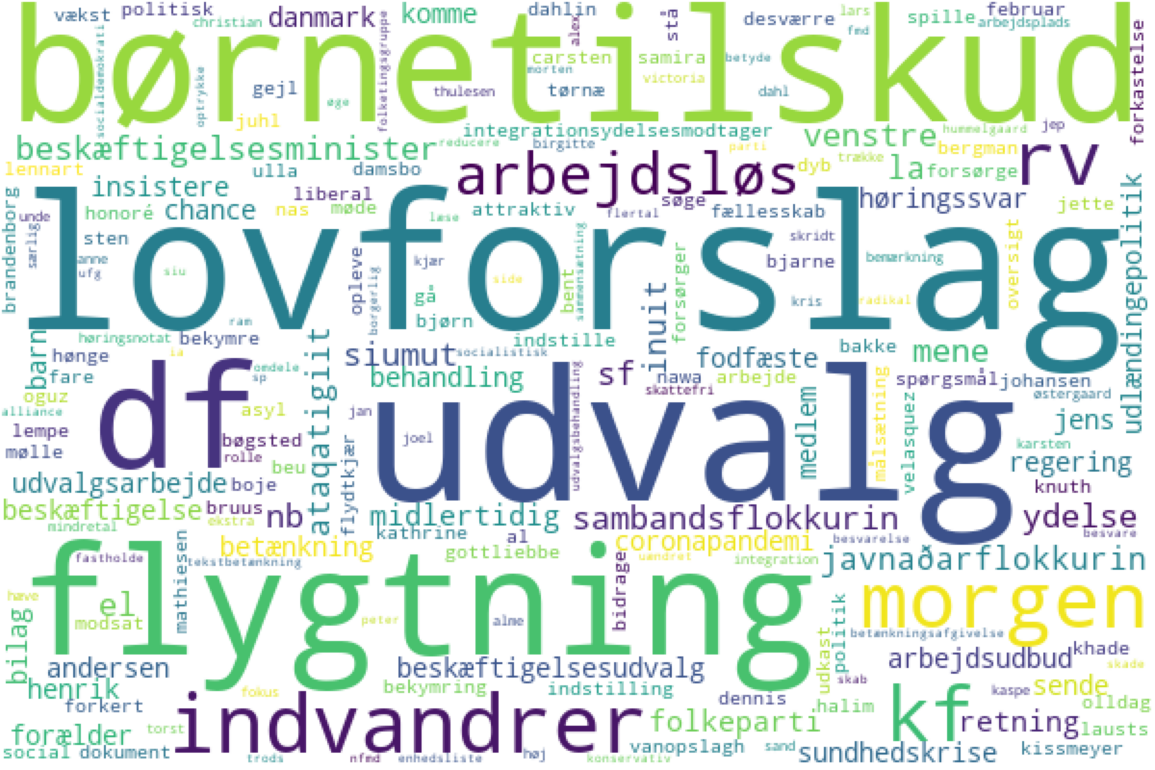 vækst
politisk
danmark
komme
christian
dahlin
desværre
spille
februar
lars
arbejdsplads
fmd
socialdemokrati
børnetilskud
alex
stå
carsten
samira
betyde
morten
victoria
dahl
thulesen
tørnæ
gejl
øge
optrykke
folketingsgruppe
juhl
forkastelse
integrationsydelsesmodtager
birgitte
reducere
parti
venstre
hummelgaard
jep
bergman
beskæftigelsesminister
lennart
ulla
damsbo
arbejdsløs
dyb
trække
la
forsørge
rv
insistere
liberal
søge
høringssvar
brandenborg
unde
særlig
honoré
chance
nas
møde
læse
attraktiv
flertal
fællesskab
jette
udlændingepolitik
lovforslag
sten
anne
ufg
siu
opleve
borgerlig
kjær
gå
bjørn
side
bent
sammensætning
forsørger
inuit
skridt
bjarne
kris
bemærkning
radikal
oversigt
ram
høringsnotat
bekymre
indstille
barn
hønge
fare
ia
omdele
sp
ataqatigiit
siumut
socialistisk
fodfæste
bakke
mene
behandling
sf
nawa
arbejde
skattefri
spørgsmål
johansen
østergaard
df
udvalg
oguz
alliance
lempe
mølle
asyl
bøgsted
rolle
beu
jan
joel
flydtkjær
udvalgsbehandling
medlem
målsætning
velasquez
jens
karsten
regering
udvalgsarbejde
boje
knuth
beskæftigelse
bruus
ekstra
nb
mindretal
midlertidig
kathrine
al
sambandsflokkurin
besvarelse
ydelse
besvare
betænkning
tekstbetænkning
gottliebbe
coronapandemi
uændret
integration
javnaðarflokkurin
fastholde
mathiesen
flygtning
bidrage
morgen
hæve
el
modsat
peter
alme
bilag
politik
udkast
betænkningsafgivelse
khade
skade
arbejdsudbud
andersen
beskæftigelsesudvalg
skab
kaspe
sende
henrik
fokus
bekymring
indstilling
dennis
halim
kf
olldag
forkert
indvandrer
folkeparti
retning
lausts
forælder
torst
social
dokument
trods
nfmd
enhedsliste
høj
konservativ
vanopslagh
sand
sundhedskrise
kissmeyer